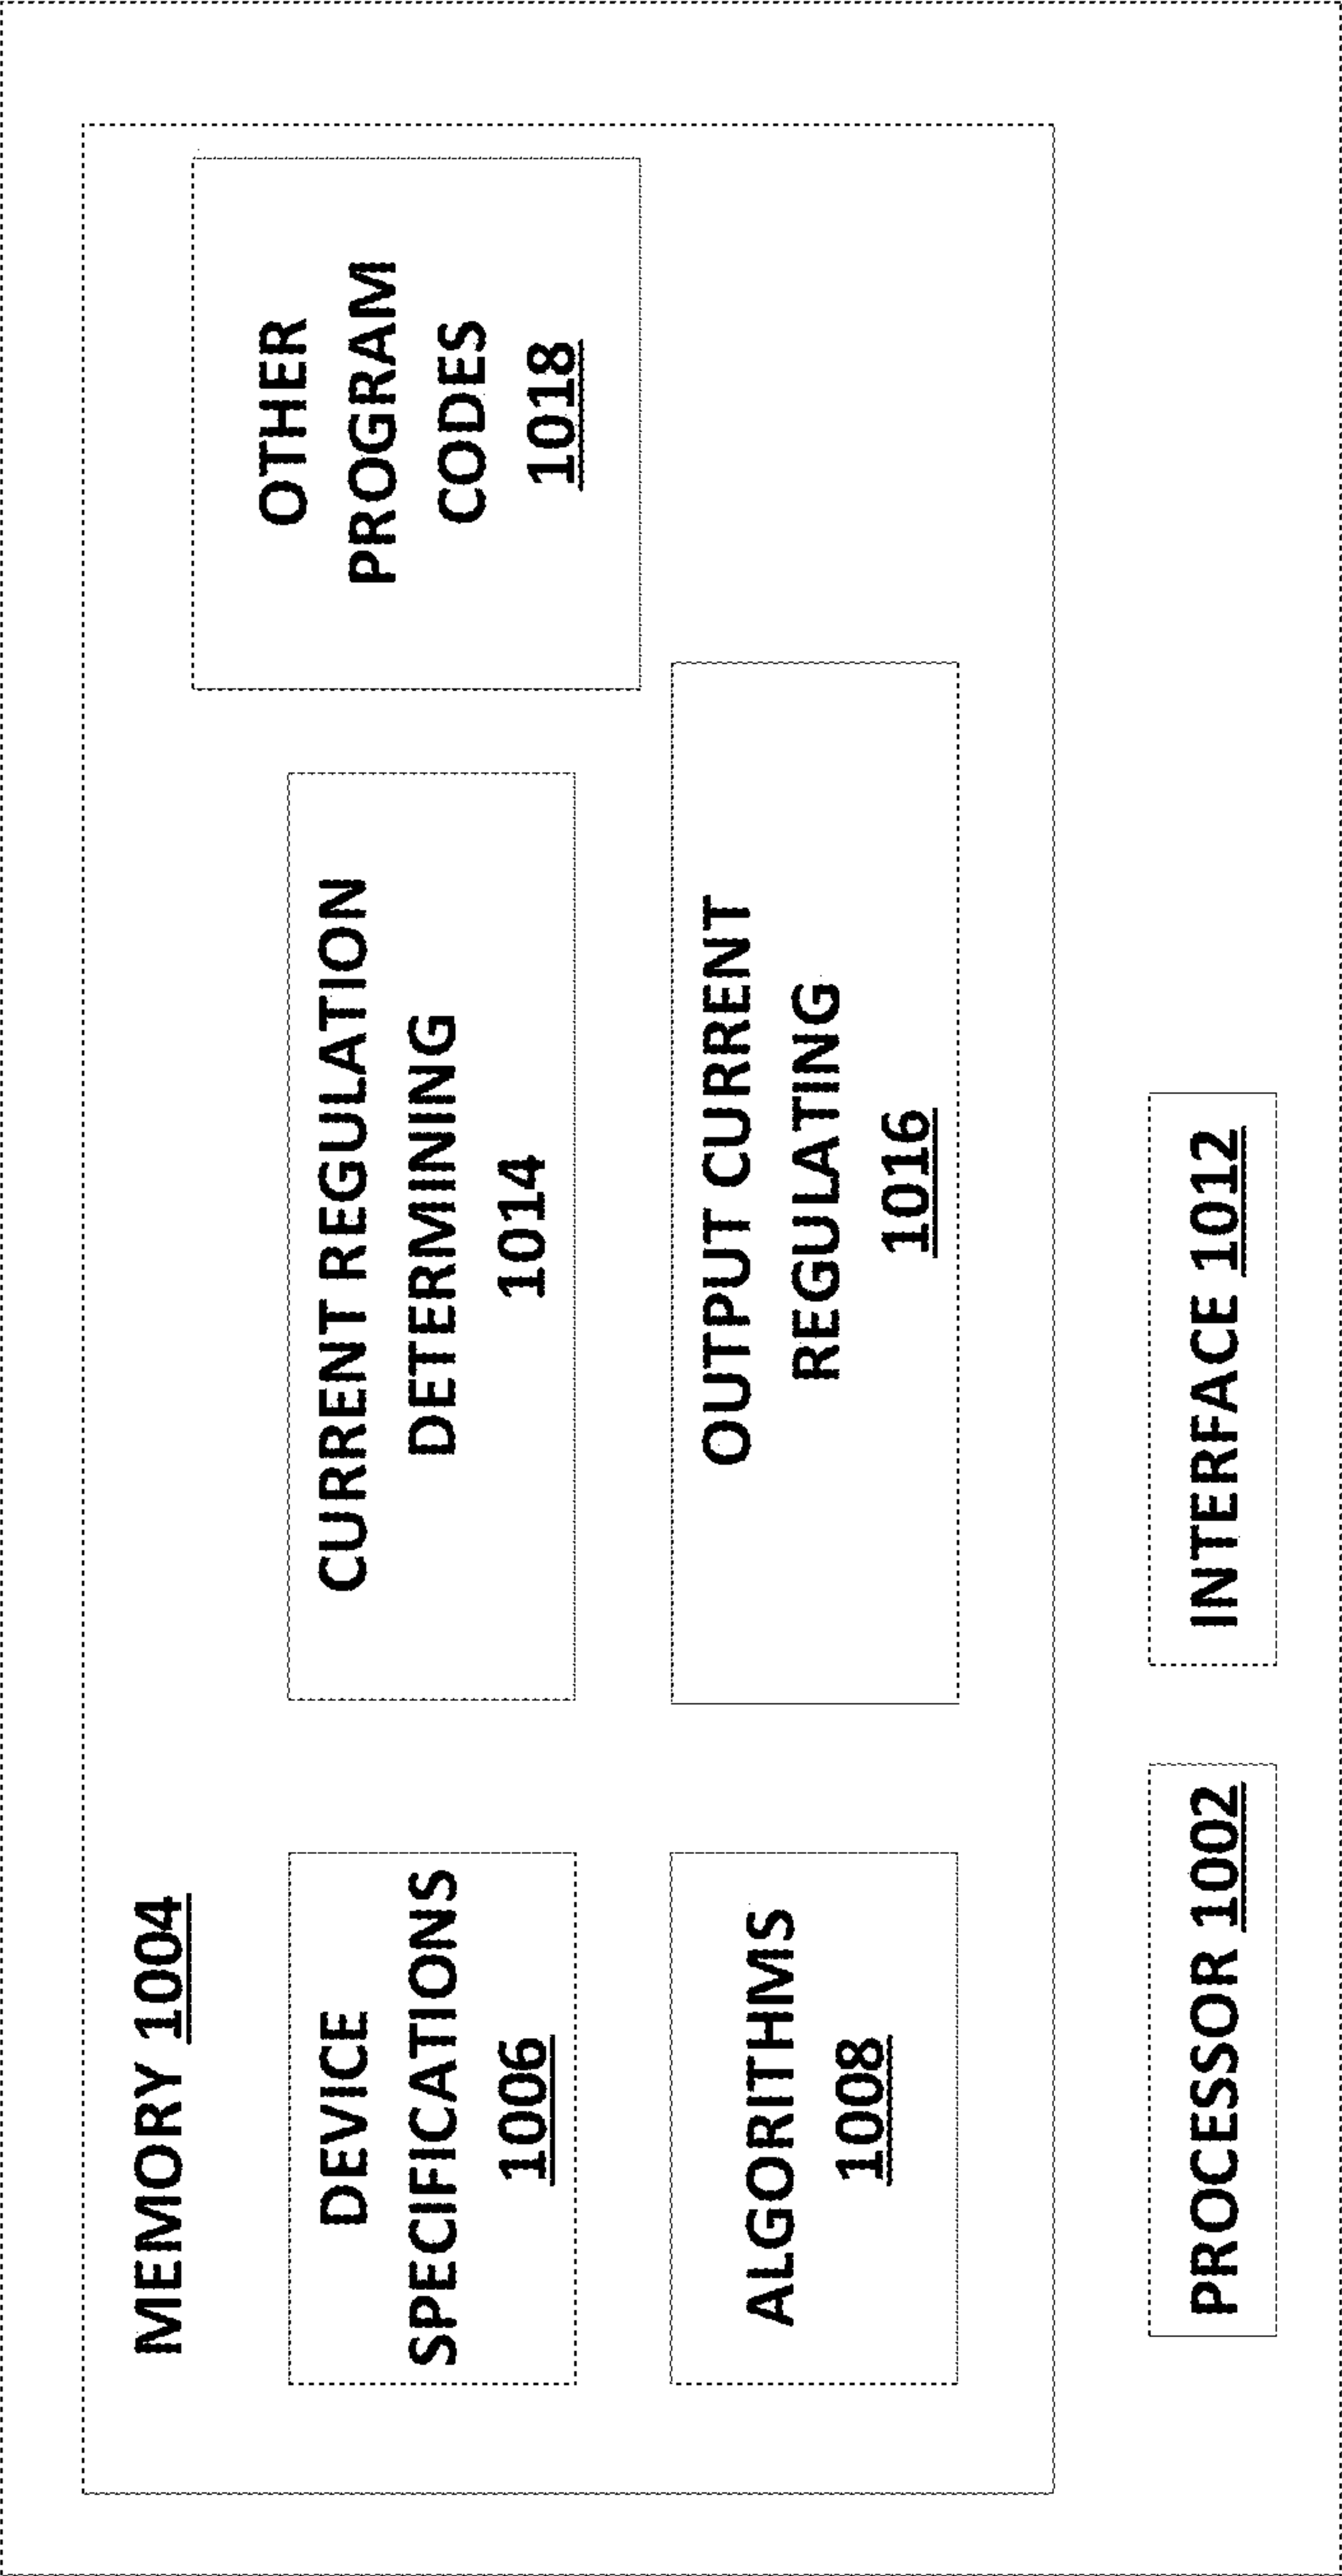 MEMORY 1004
DEVICE
SPECIFICATIONS
1006
ALGORITHMS
1008
CURRENT REGULATION
DETERMINING
1014
OUTPUT CURRENT
REGULATING
1016
OTHER
PROGRAM
CODES
1018
PROCESSOR 1002
INTERFACE 1012